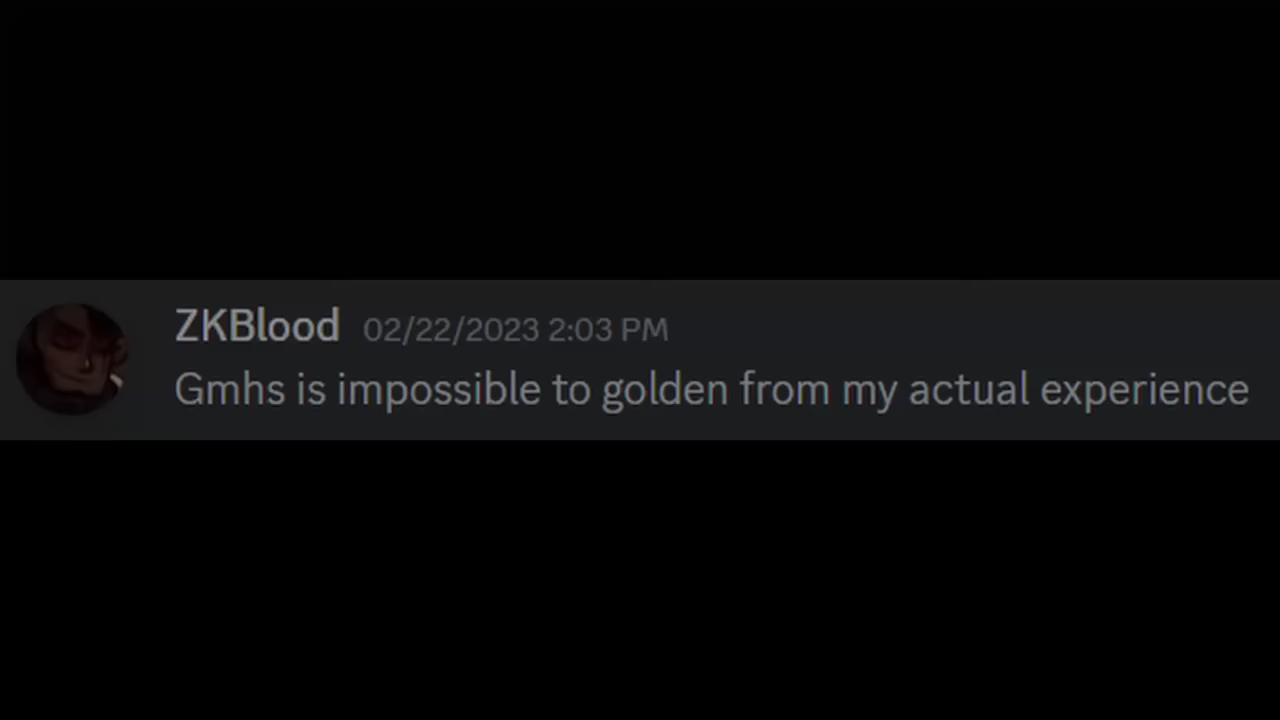 ZKBlood 02/22/2023 2:03 PM
Gmhs is impossible to golden from my actual experience